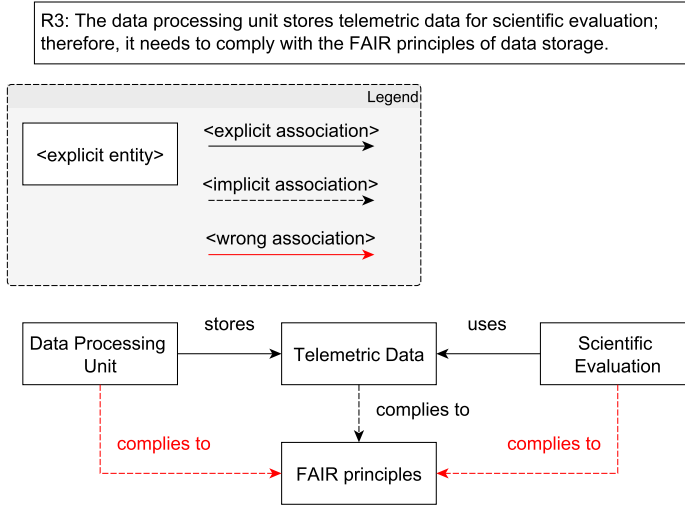 R3: The data processing unit stores telemetric data for scientific evaluation;
therefore, it needs to comply with the FAIR principles of data storage.
Legend
<explicit entity>
<explicit association>
<implicit association>
<wrong association>
stores
uses
Data Processing
Unit
Telemetric Data
Scientific
Evaluation
complies to
complies to
complies to
FAIR principles